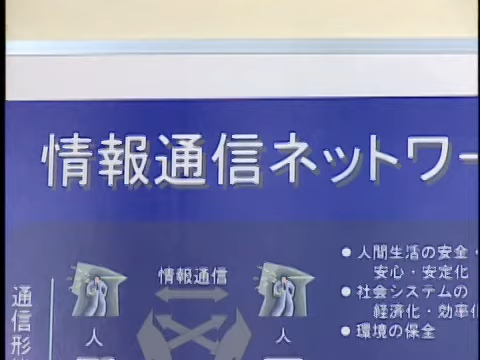 情報通信ネットワー
人間生活の安全・
安心・安定化
情報通信
社会システムの
経済化・効率化
人
人
環境の保全
通信形